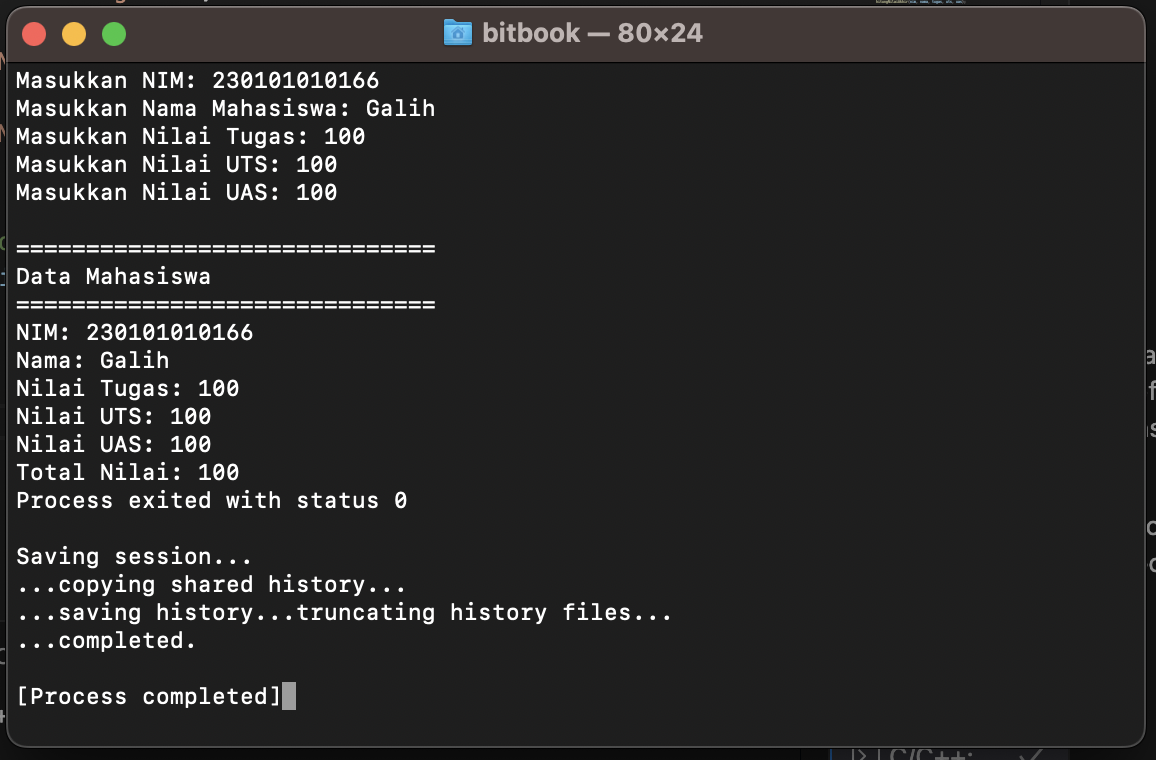 bitbook — 80×24
Masukkan NIM: 230101010166
Masukkan Nama Mahasiswa: Galih
Masukkan Nilai Tugas: 100
Masukkan Nilai UTS: 100
Masukkan Nilai UAS: 100
==============================
Data Mahasiswa
==============================
NIM: 230101010166
Nama: Galih
Nilai Tugas: 100
Nilai UTS: 100
Nilai UAS: 100
Total Nilai: 100
Process exited with status 0
Saving session...
...copying shared history...
...saving history...truncating history files...
...completed.
[Process completed]
C/C++: